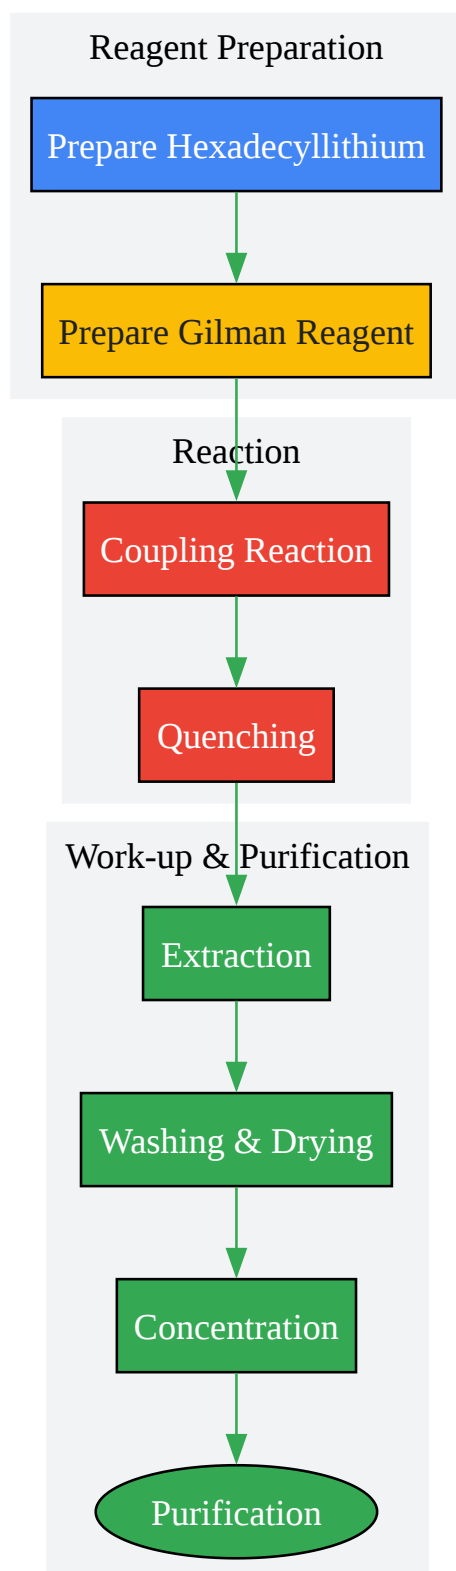 Reagent Preparation
Prepare Hexadecyllithium
Prepare Gilman Reagent
Reaction
Coupling Reaction
Quenching
Work-up & Purification
Extraction
Washing & Drying
Concentration
Purification